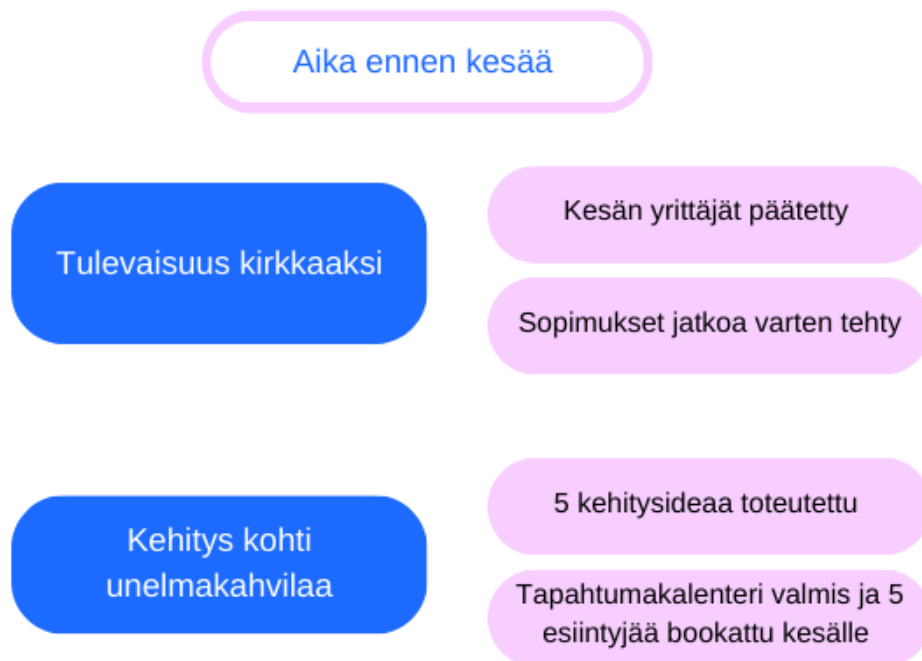 Aika ennen kesää
Tulevaisuus kirkkaaksi
Kesän yrittäjät päätetty
Sopimukset jatkoa varten tehty
Kehitys kohti
unelmakahvilaa
5 kehitysideaa toteutettu
Tapahtumakalenteri valmis ja 5
esiintyjää bookattu kesälle